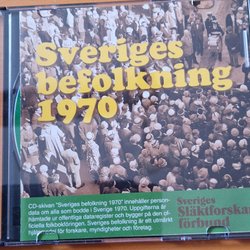 Sveriges
befolkning
1970
CD-skivan "Sveriges befolkning 1970" innehåller person-
data om alla som bodde i Sverige 1970. Uppgifterna är
hämtade ur offentliga dataregister och bygger på den of-
ficiella folkbokföringen. Sveriges befolkning är ett utmärkt
hjälpmedel för forskare, myndigheter och företag.
Sveriges
Släktforskar
förbund